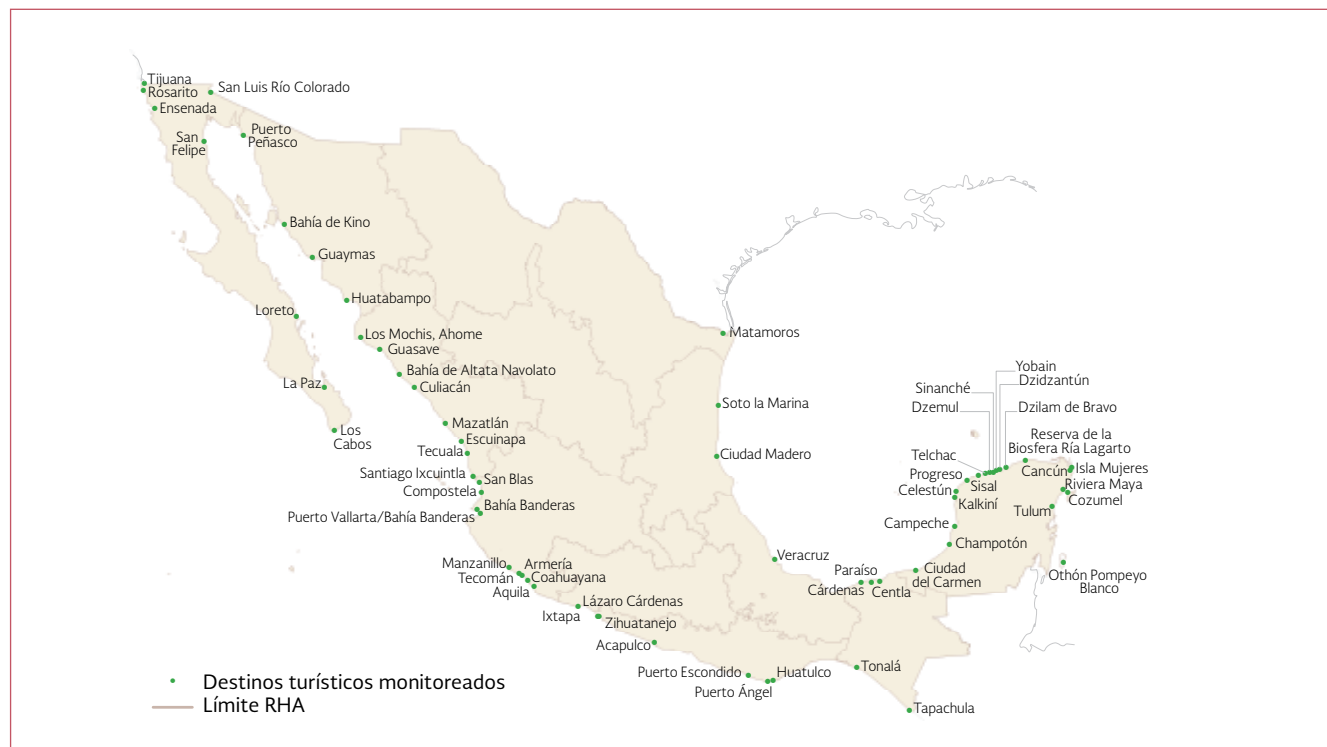 Tijuana
Rosarito
San Luis Río Colorado
Ensenada
Puerto
Peñasco
San
Felipe
Bahía de Kino
Guaymas
Huatabampo
Loreto
Los Mochis, Ahome
Guasave
Matamoros
Bahía de Altata Navolato
La Paz
Culiacán
Yobain
Dzidzantún
Sinanché
Dzemul
Dzilam de Bravo
Soto la Marina
Mazatlán
Los
Cabos
Escuinapa
Tecuala
Ciudad Madero
Reserva de la
Biosfera Ría Lagarto
Telchac
Progreso
Sisal
Cancún
Isla Mujeres
Santiago Ixcuintla
San Blas
Celestún
Riviera Maya
Compostela
Kalkiní
Cozumel
Bahía Banderas
Tulum
Puerto Vallarta/Bahía Banderas
Campeche
Champotón
Veracruz
Manzanillo
Armería
Paraíso
Ciudad
del Carmen
Tecomán
Coahuayana
Othón Pompeyo
Blanco
Aquila
Cárdenas
Centla
Lázaro Cárdenas
Ixtapa
Zihuatanejo
Acapulco
Puerto Escondido
Huatulco
Tonalá
Puerto Ángel
Tapachula
Destinos turísticos monitoreados
Límite RHA